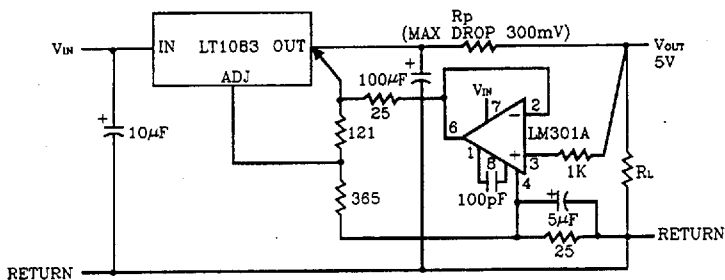 Rp
(MAX DROP 300mV)
VIN
IN LT1083 OUT
ADJ
VOUT
5V
+
100μF
+
10μF
25
VIN
7
2
−
6
LM301A
121
1
8
+
3
4
1K
RL
100pF
365
+
5μF
25
RETURN
RETURN